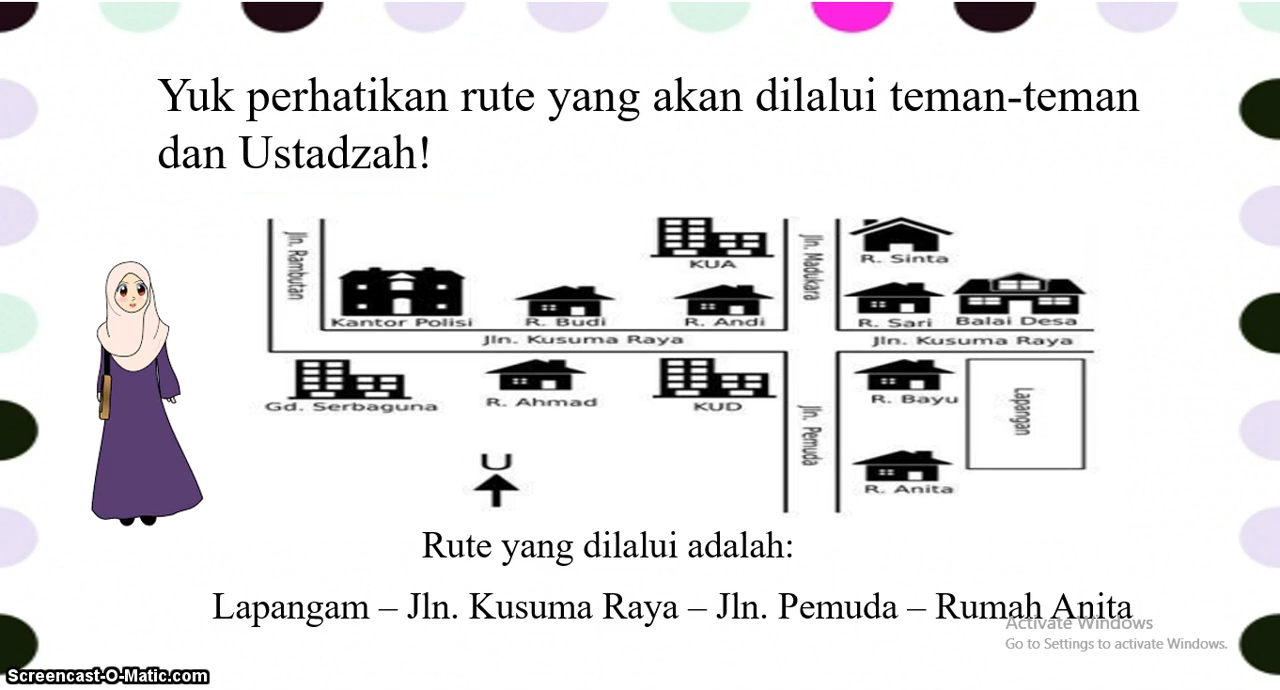 Yuk perhatikan rute yang akan dilalui teman-teman
dan Ustadzah!
Jln. Rambutan
KUA
Jln. Madukara
R. Sinta
Kantor Polisi
R. Budi
R. Andi
R. Sari
Balai Desa
Jln. Kusuma Raya
Jln. Kusuma Raya
Gd. Serbaguna
R. Ahmad
KUD
Jln. Pemuda
R. Bayu
Lapangan
R. Anita
U
Rute yang dilalui adalah:
Lapangam – Jln. Kusuma Raya – Jln. Pemuda – Rumah Anita
Activate Windows
Go to Settings to activate Windows.
Screencast-O-Matic.com